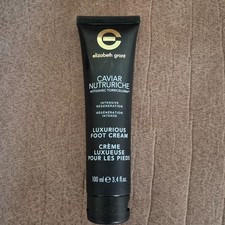 elizabeth grant
CAVIAR
NUTRURICHE
INTENSIVE
REGENERATION
RÉGÉNÉRATION
INTENSE
LUXURIOUS
FOOT CREAM
CRÈME
LUXUEUSE
POUR LES PIEDS
100 ml ℮ 3.4 fl. oz.